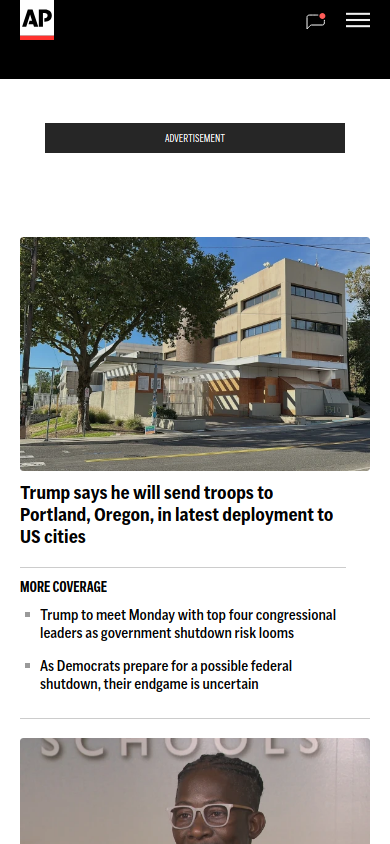 AP
ADVERTISEMENT
Trump says he will send troops to
Portland, Oregon, in latest deployment to
US cities
MORE COVERAGE
Trump to meet Monday with top four congressional
leaders as government shutdown risk looms
As Democrats prepare for a possible federal
shutdown, their endgame is uncertain
SCHOOLS